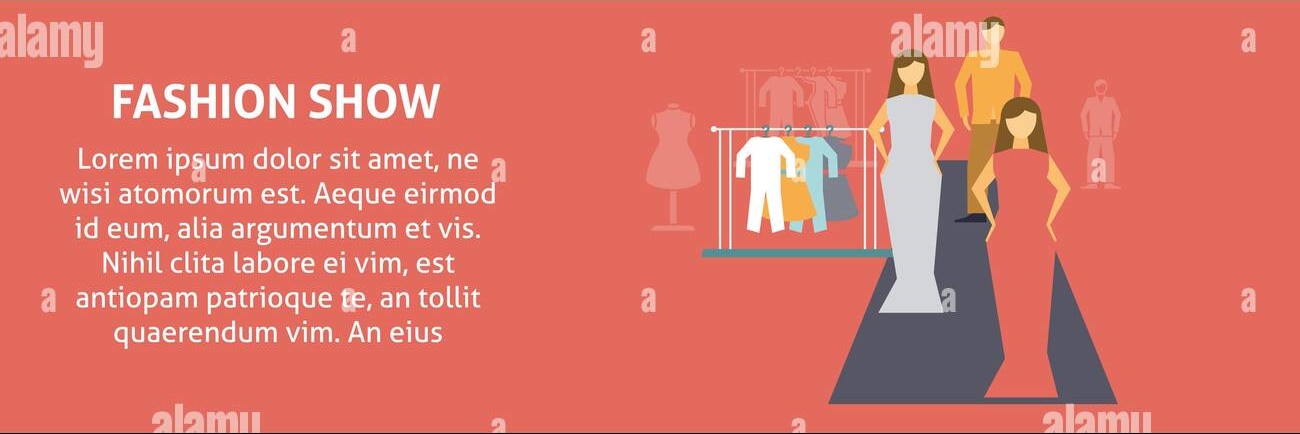 alamy
alamy
a
a
a
FASHION SHOW
Lorem ipsum dolor sit amet, ne
wisi atomorum est. Aeque eirmod
id eum, alia argumentum et vis.
Nihil clita labore ei vim, est
antiopam patrioque te, an tollit
quaerendum vim. An eius
a
a
a
a
a
a
a
a
a
alamy
a
a
alamy